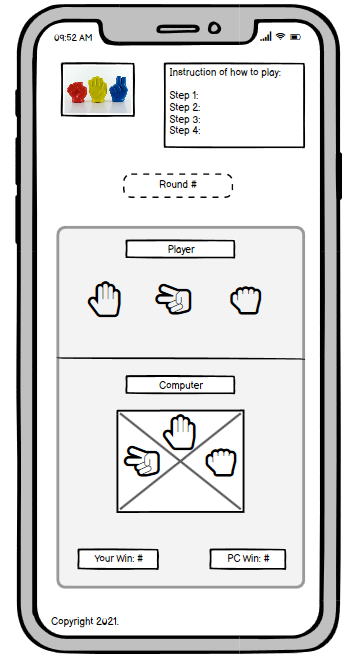 09:52 AM
Instruction of how to play:
Step 1:
Step 2:
Step 3:
Step 4:
Round #
Player
Computer
Your Win: #
PC Win: #
Copyright 2021.